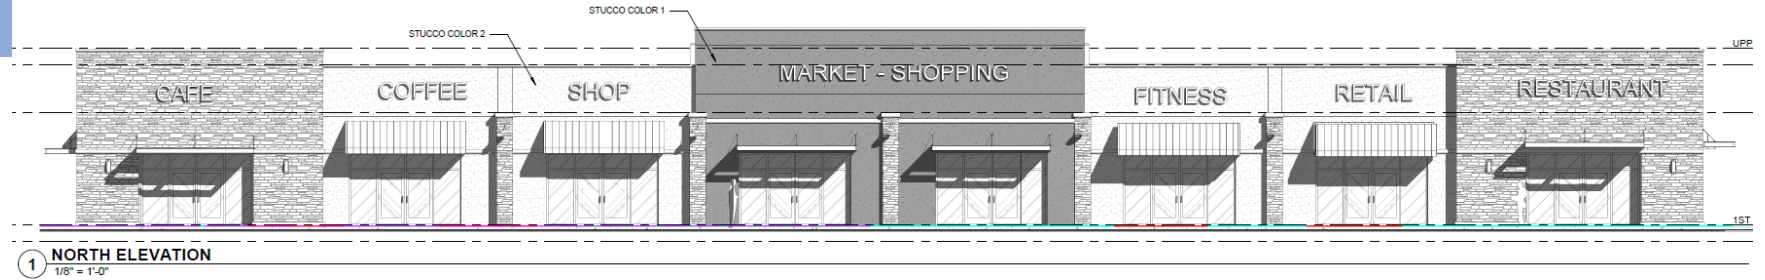 STUCCO COLOR 1
STUCCO COLOR 2
UPP
CAFE
COFFEE
SHOP
MARKET - SHOPPING
FITNESS
RETAIL
RESTAURANT
1ST
1
NORTH ELEVATION
1/8" = 1'-0"